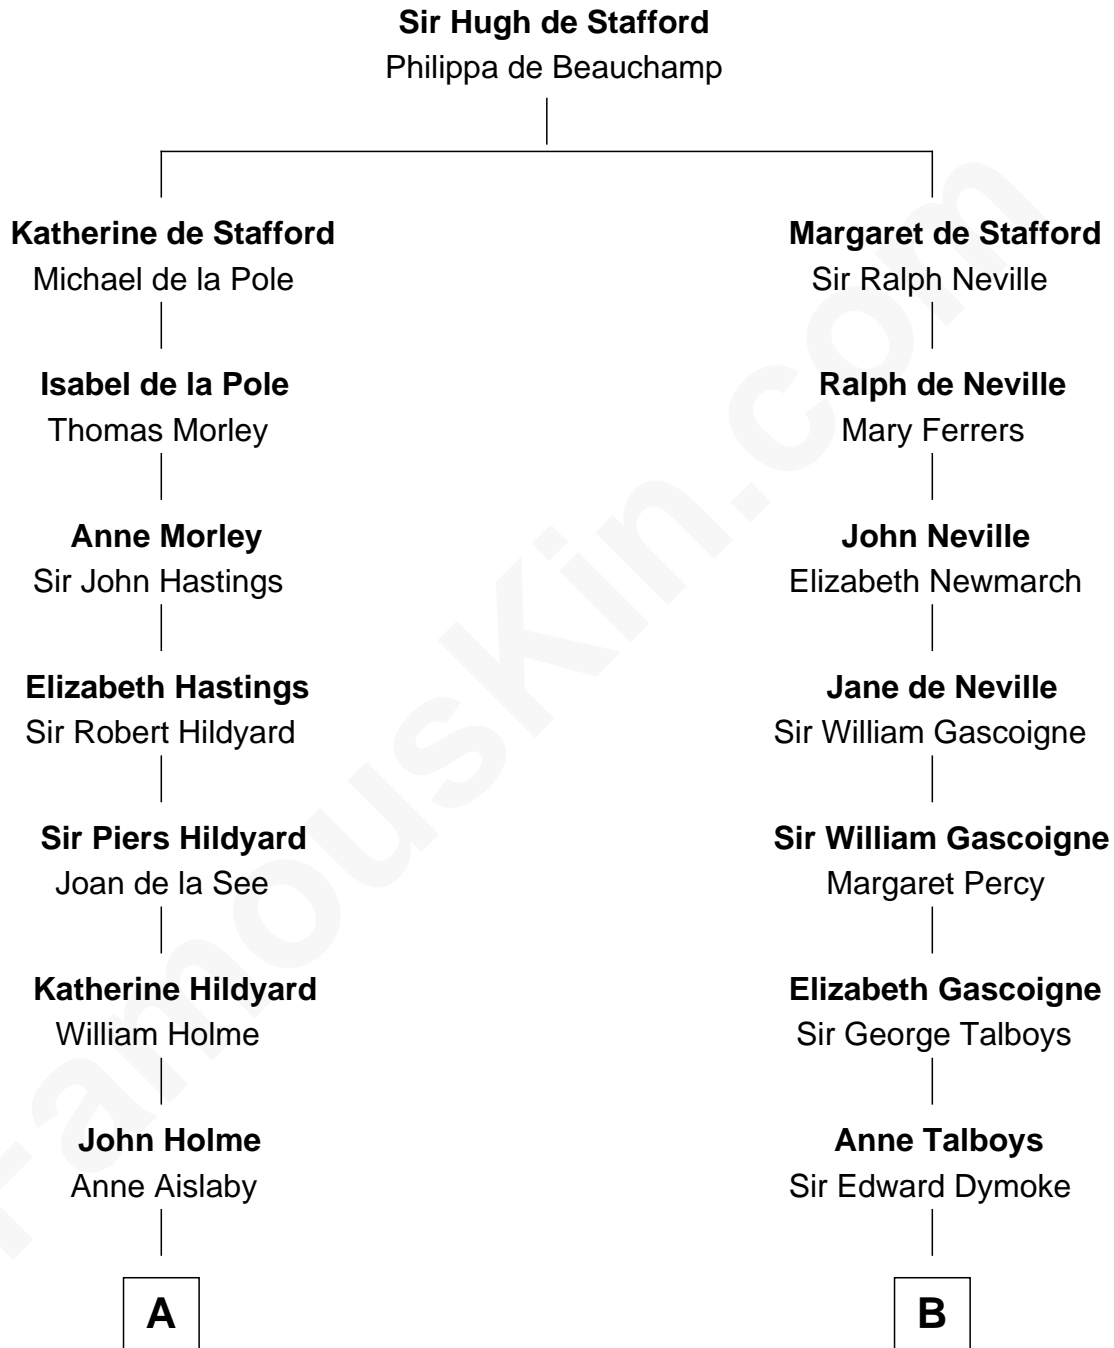 Sir Hugh de Stafford
Philippa de Beauchamp
Katherine de Stafford
Michael de la Pole
Margaret de Stafford
Sir Ralph Neville
Isabel de la Pole
Thomas Morley
Ralph de Neville
Mary Ferrers
Anne Morley
Sir John Hastings
John Neville
Elizabeth Newmarch
Elizabeth Hastings
Sir Robert Hildyard
Jane de Neville
Sir William Gascoigne
Sir Piers Hildyard
Joan de la See
Sir William Gascoigne
Margaret Percy
Katherine Hildyard
William Holme
Elizabeth Gascoigne
Sir George Talboys
John Holme
Anne Aislaby
Anne Talboys
Sir Edward Dymoke
A
B
FamousKin.com